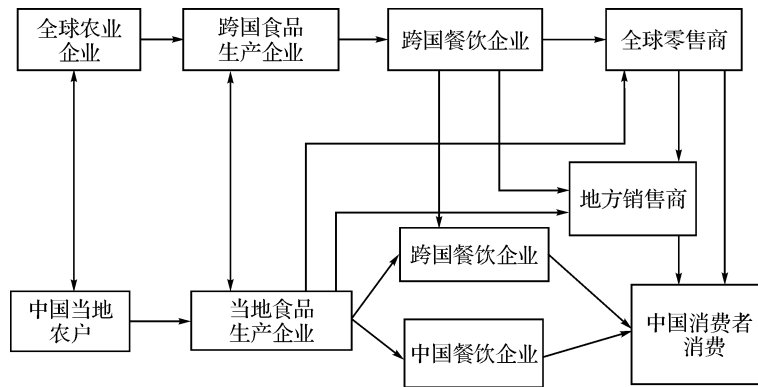 全球农业
企业
跨国食品
生产企业
跨国餐饮企业
全球零售商
地方销售商
跨国餐饮企业
中国当地
农户
当地食品
生产企业
中国餐饮企业
中国消费者
消费